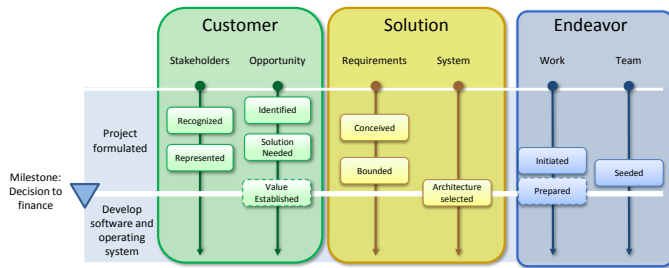 Customer
Solution
Endeavor
Stakeholders
Opportunity
Requirements
System
Work
Team
Project
formulated
Recognized
Represented
Identified
Solution
Needed
Value
Established
Conceived
Bounded
Architecture
selected
Initiated
Prepared
Seeded
Milestone:
Decision to
finance
Develop
software and
operating
system